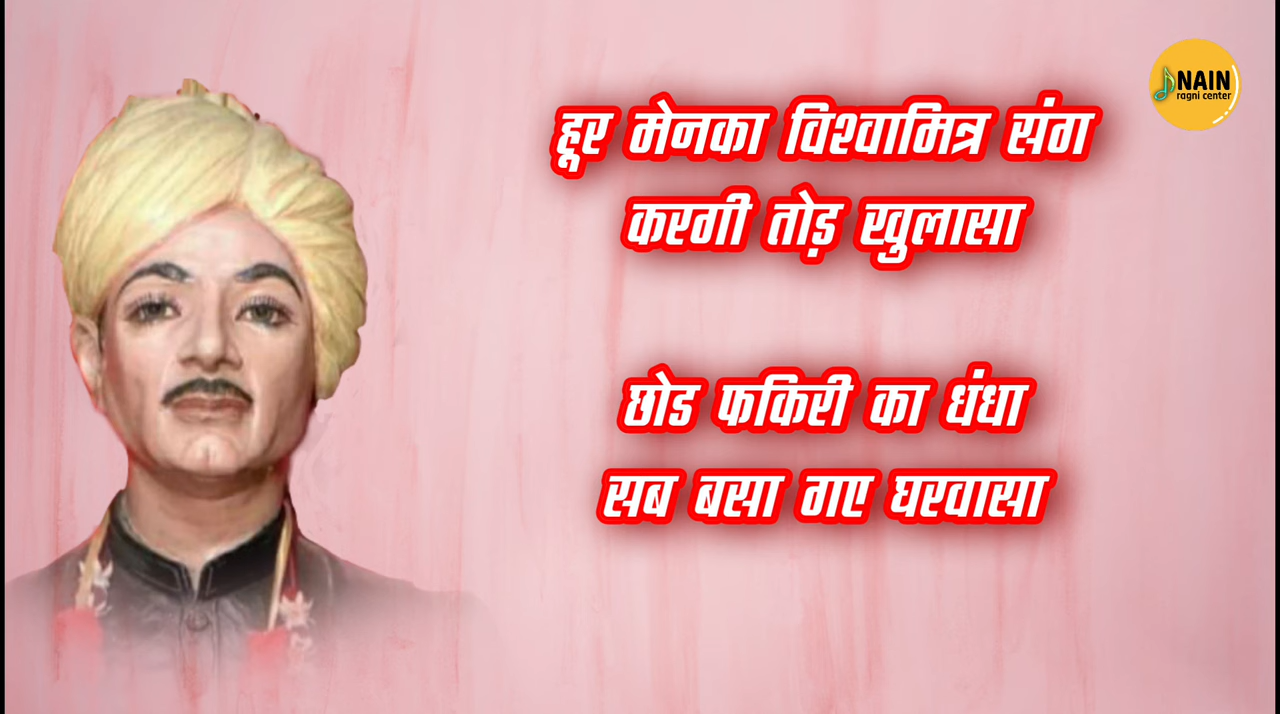 NAIN
ragni center
हूर मेनका विश्वामित्र संग
करगी तोड़ खुलासा
छोड फकिरी का धंधा
सब बसा गए घरवासा